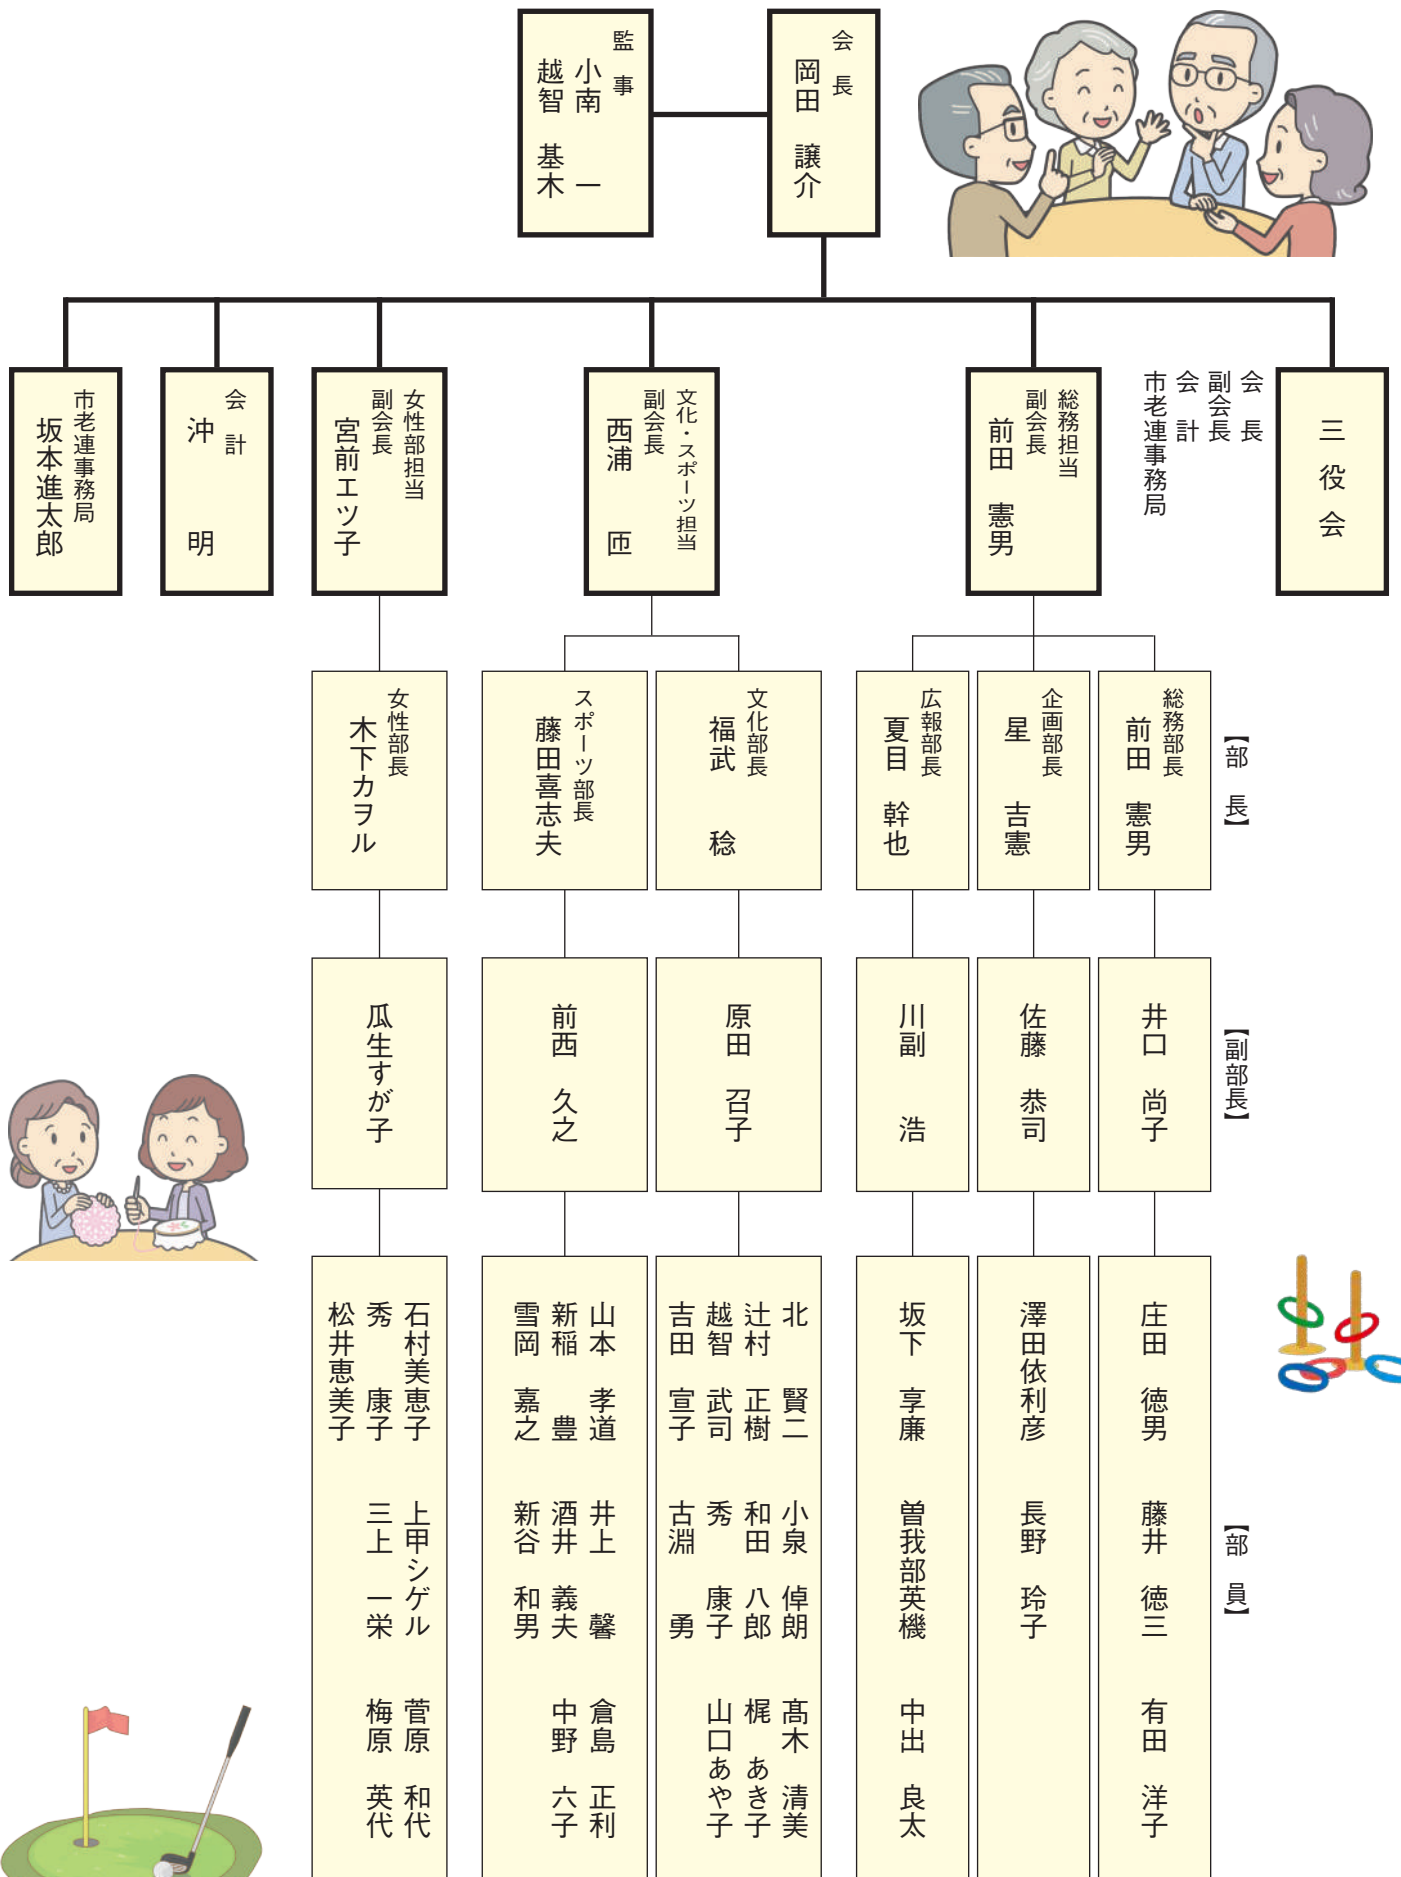 会長
岡田 譲介
監事
小南 一
越智 基木
三役会
会長
副会長
会計
市老連事務局
総務担当
副会長
前田 憲男
文化・スポーツ担当
副会長
西浦 匝
女性部担当
副会長
宮前エツ子
会計
沖 明
市老連事務局
坂本進太郎
【部 長】
総務部長
前田 憲男
企画部長
星 吉憲
広報部長
夏目 幹也
文化部長
福武 稔
スポーツ部長
藤田喜志夫
女性部長
木下カヲル
【副部長】
井口 尚子
佐藤 恭司
川副 浩
原田 召子
前西 久之
瓜生すが子
【部 員】
庄田 徳男 藤井 徳三 有田 洋子
澤田依利彦 長野 玲子
坂下 享廉 曽我部英機 中出 良太
北 賢二 小泉 倬朗 髙木 清美
辻村 正樹 和田 八郎 梶 あき子
越智 武司 秀 康子 山口あや子
吉田 宣子 古淵 勇
山本 孝道 井上 馨 倉島 正利
新稲 豊 酒井 義夫 中野 六子
雪岡 嘉之 新谷 和男
石村美恵子 上甲シゲル 菅原 和代
秀 康子 三上 一栄 梅原 英代
松井恵美子